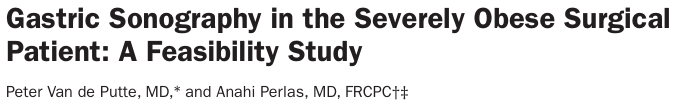 Gastric Sonography in the Severely Obese Surgical
Patient: A Feasibility Study
Peter Van de Putte, MD,* and Anahi Perlas, MD, FRCPC†‡